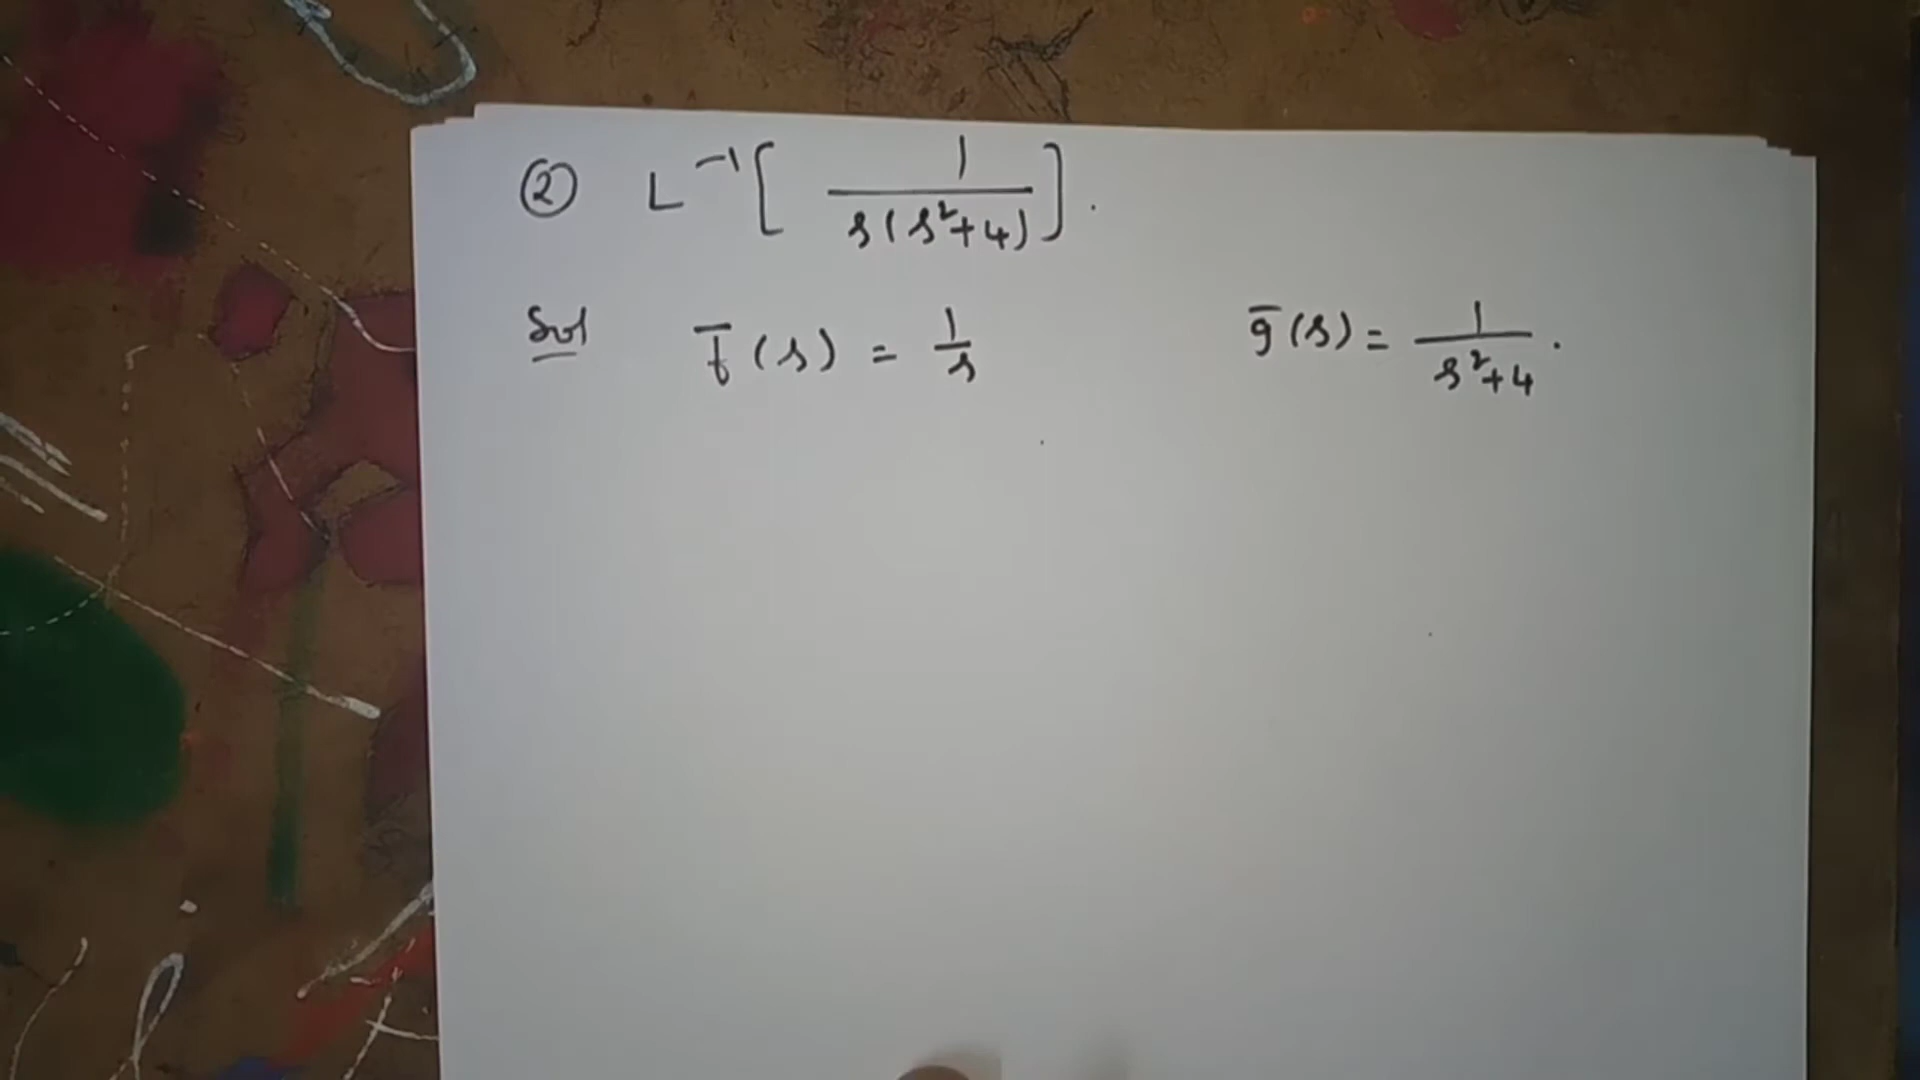 ② L⁻¹[ 1 / s(s²+4) ].
Sol f̄(s) = 1/s ḡ(s) = 1 / s²+4 .